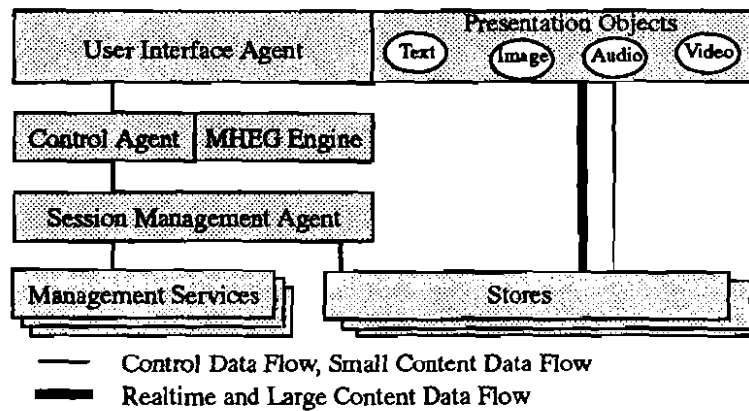 Presentation Objects
User Interface Agent
Text Image Audio Video
Control Agent MHEG Engine
Session Management Agent
Management Services Stores
Control Data Flow, Small Content Data Flow
Realtime and Large Content Data Flow